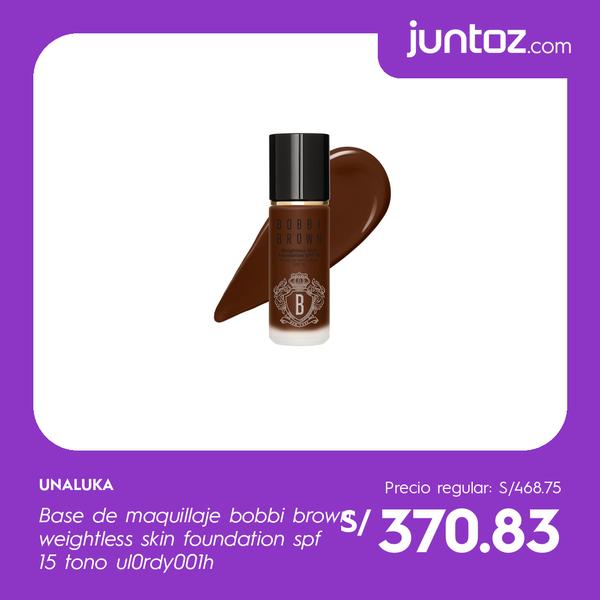 juntoz.com
BOBBI
BROWN
B
UNALUKA
Base de maquillaje bobbi brown
weightless skin foundation spf
15 tono ul0rdy001h
Precio regular: S/468.75
S/ 370.83